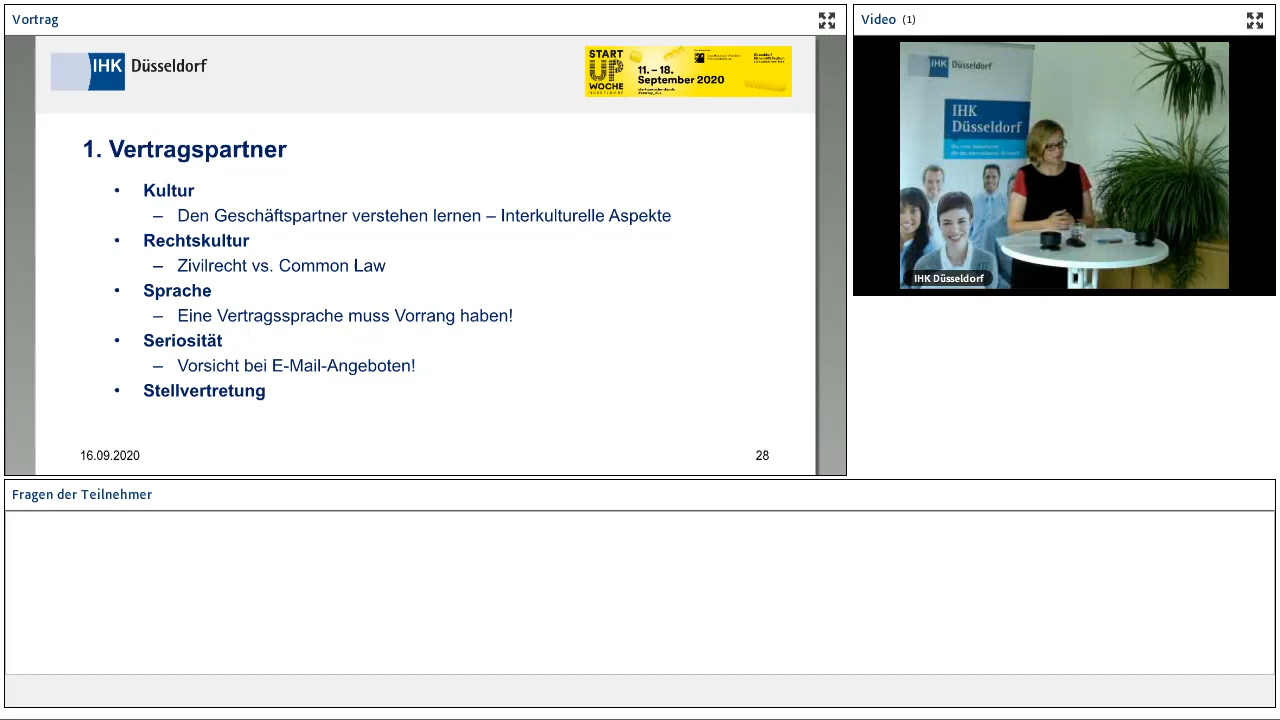 Vortrag
IHK Düsseldorf
START
UP
WOCHE
DÜSSELDORF
11. – 18.
September 2020
1. Vertragspartner
• Kultur
– Den Geschäftspartner verstehen lernen – Interkulturelle Aspekte
• Rechtskultur
– Zivilrecht vs. Common Law
• Sprache
– Eine Vertragssprache muss Vorrang haben!
• Seriosität
– Vorsicht bei E-Mail-Angeboten!
• Stellvertretung
16.09.2020
28
Video (1)
IHK Düsseldorf
IHK
Düsseldorf
IHK Düsseldorf
Fragen der Teilnehmer